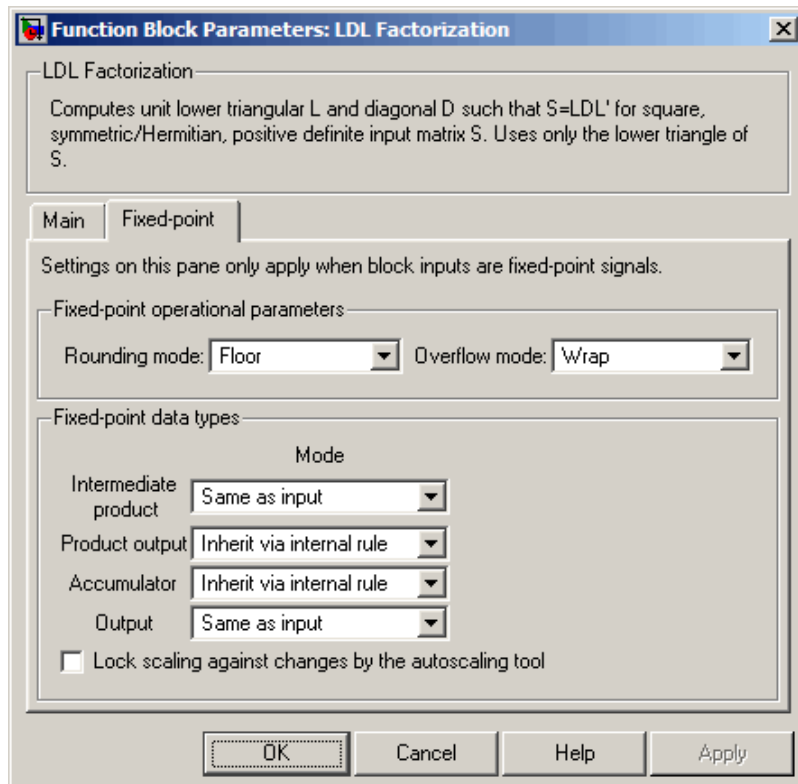 Function Block Parameters: LDL Factorization
LDL Factorization
Computes unit lower triangular L and diagonal D such that S=LDL' for square,
symmetric/Hermitian, positive definite input matrix S. Uses only the lower triangle of
S.
Main Fixed-point
Settings on this pane only apply when block inputs are fixed-point signals.
Fixed-point operational parameters
Rounding mode: Floor Overflow mode: Wrap
Fixed-point data types
Mode
Intermediate
product Same as input
Product output Inherit via internal rule
Accumulator Inherit via internal rule
Output Same as input
Lock scaling against changes by the autoscaling tool
OK Cancel Help Apply